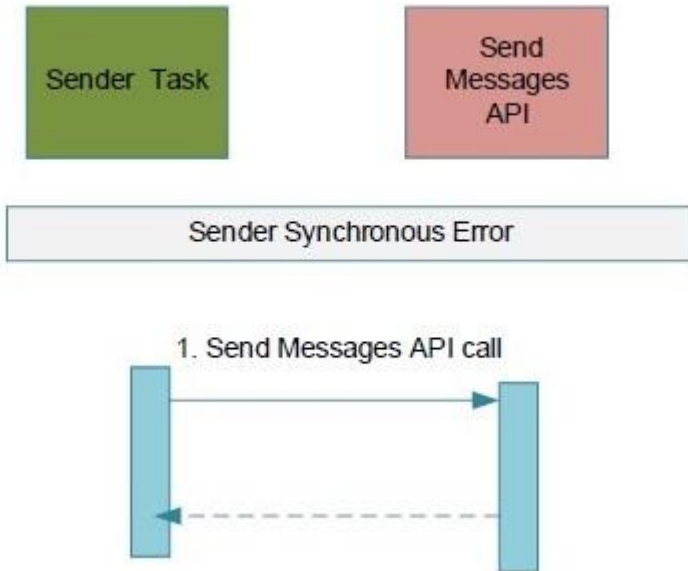 Sender Task
Send
Messages
API
Sender Synchronous Error
1. Send Messages API call